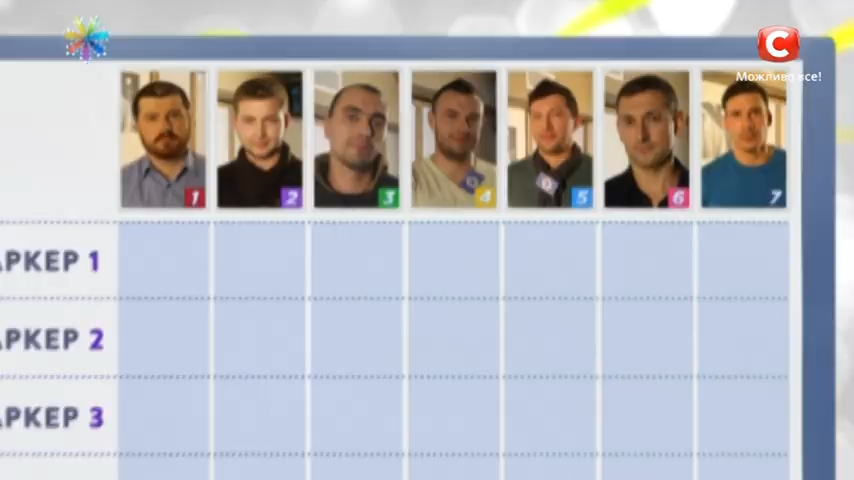 C
Можливо все!
1 2 3 4 5 6 7
АРКЕР 1
АРКЕР 2
АРКЕР 3